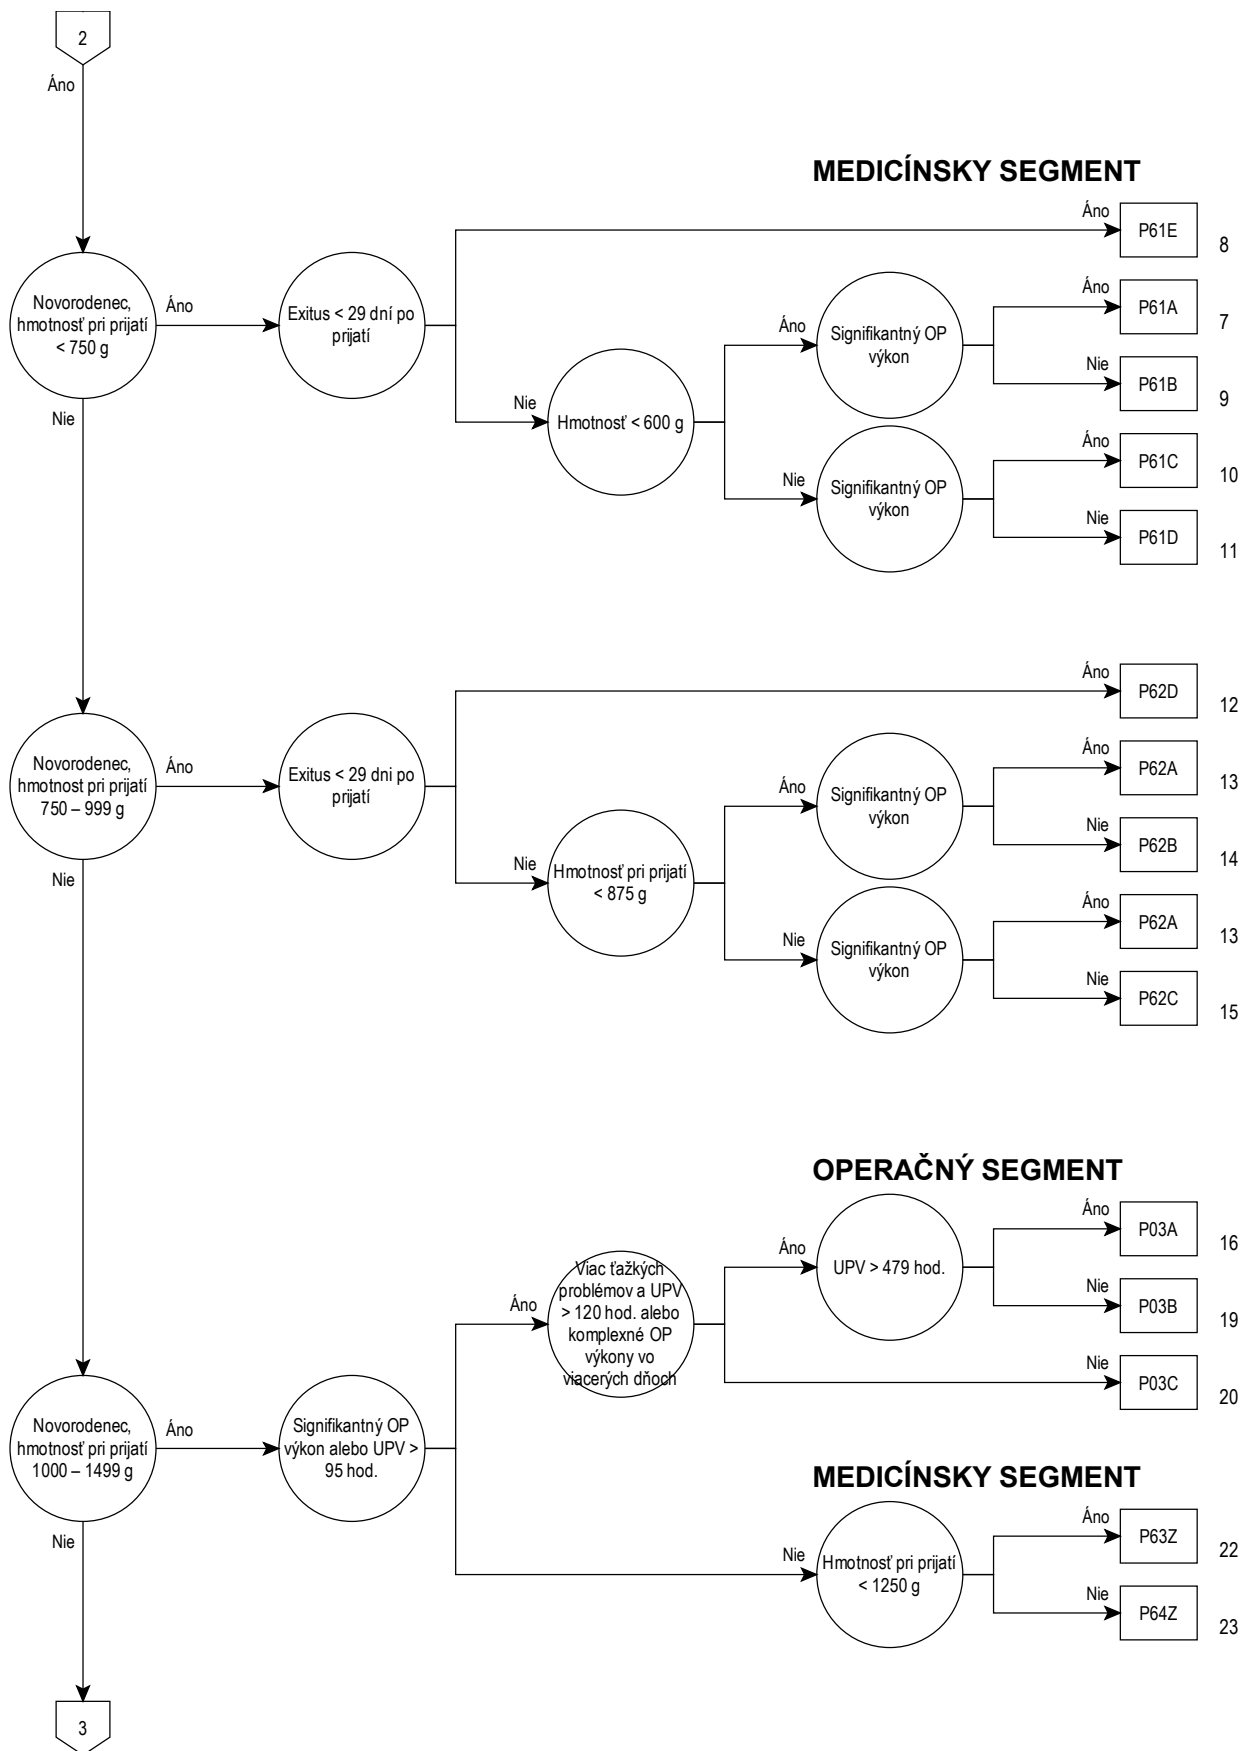 2
Áno
MEDICÍNSKY SEGMENT
Áno
P61E
8
Novorodenec,
hmotnosť pri prijatí
< 750 g
Áno
Exitus < 29 dní po
prijatí
Áno
Signifikantný OP
výkon
Áno
P61A
7
Nie
P61B
9
Nie
Hmotnosť < 600 g
Nie
Nie
Signifikantný OP
výkon
Áno
P61C
10
Nie
P61D
11
Áno
P62D
12
Novorodenec,
hmotnost pri prijatí
750 – 999 g
Áno
Exitus < 29 dni po
prijatí
Áno
Signifikantný OP
výkon
Áno
P62A
13
Nie
P62B
14
Nie
Hmotnosť pri prijatí
< 875 g
Nie
Nie
Signifikantný OP
výkon
Áno
P62A
13
Nie
P62C
15
OPERAČNÝ SEGMENT
Áno
P03A
16
Áno
UPV > 479 hod.
Nie
P03B
19
Áno
Viac ťažkých
problémov a UPV
> 120 hod. alebo
komplexné OP
výkony vo
viacerých dňoch
Nie
P03C
20
Novorodenec,
hmotnosť pri prijatí
1000 – 1499 g
Áno
Signifikantný OP
výkon alebo UPV >
95 hod.
MEDICÍNSKY SEGMENT
Nie
Nie
Hmotnosť pri prijatí
< 1250 g
Áno
P63Z
22
Nie
P64Z
23
3